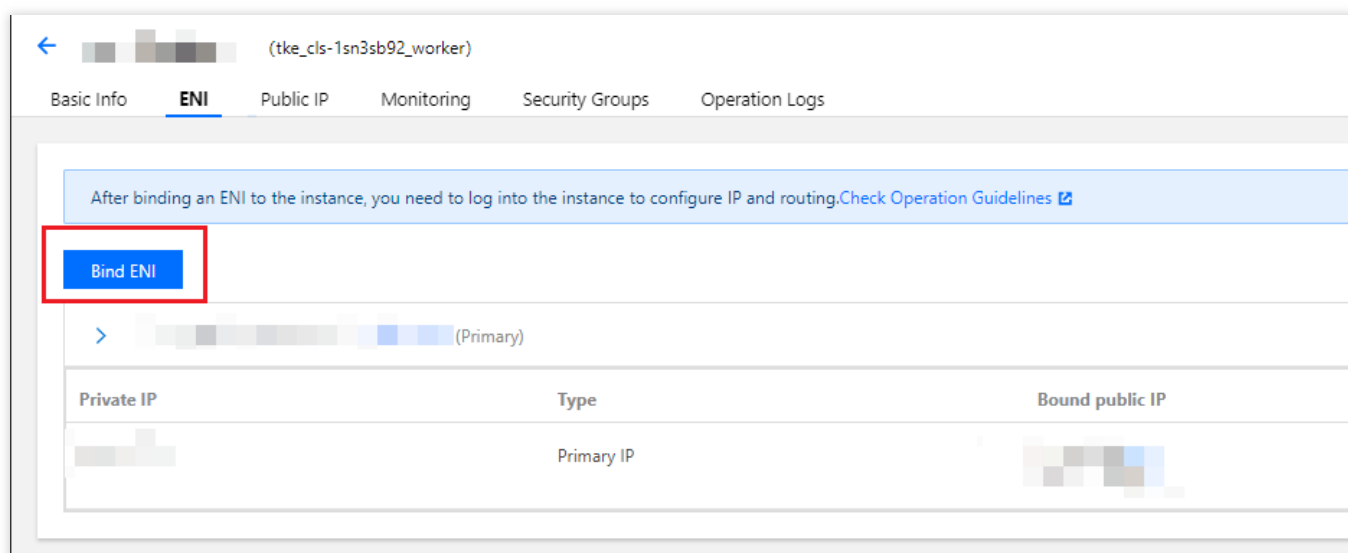 (tke_cls-1sn3sb92_worker)
Basic Info ENI Public IP Monitoring Security Groups Operation Logs
After binding an ENI to the instance, you need to log into the instance to configure IP and routing.Check Operation Guidelines
Bind ENI
(Primary)
Private IP Type Bound public IP
Primary IP